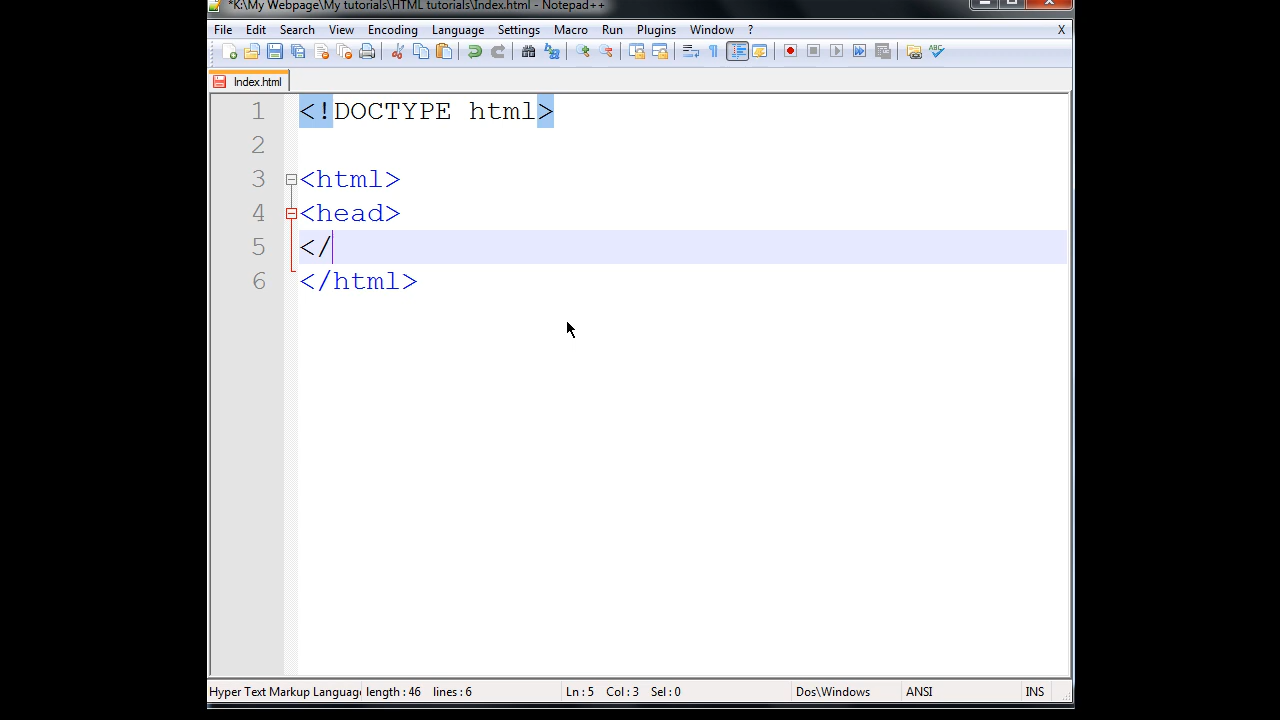 *K:\My Webpage\My tutorials\HTML tutorials\Index.html - Notepad++
File Edit Search View Encoding Language Settings Macro Run Plugins Window ? X
Index.html
1 <!DOCTYPE html>
2
3 <html>
4 <head>
5 </
6 </html>
Hyper Text Markup Languag length : 46 lines : 6 Ln : 5 Col : 3 Sel : 0 Dos\Windows ANSI INS